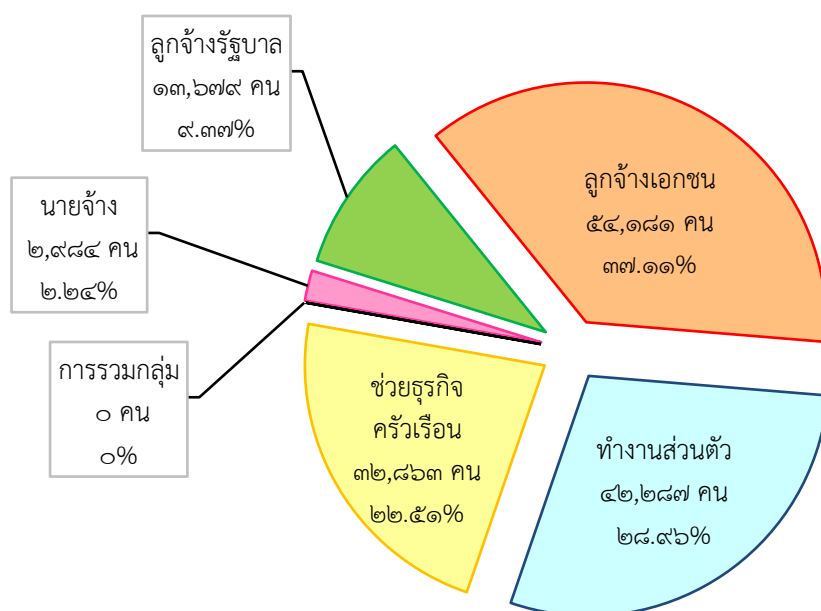 ลูกจ้างรัฐบาล
๑๓,๖๗๙ คน
๙.๓๗%
ลูกจ้างเอกชน
๕๔,๑๘๑ คน
๓๗.๑๑%
นายจ้าง
๒,๙๘๔ คน
๒.๒๔%
การรวมกลุ่ม
๐ คน
๐%
ช่วยธุรกิจ
ครัวเรือน
๓๒,๘๖๓ คน
๒๒.๕๑%
ทำงานส่วนตัว
๔๒,๒๘๗ คน
๒๘.๙๖%